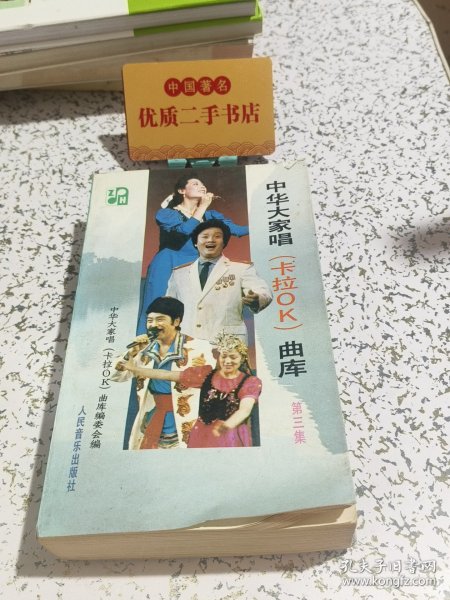 中国著名
优质二手书店
ZDH
中华大家唱（卡拉OK）曲库
第三集
中华大家唱（卡拉OK）曲库编委会编
人民音乐出版社
孔夫子旧书网
www.kongfz.com